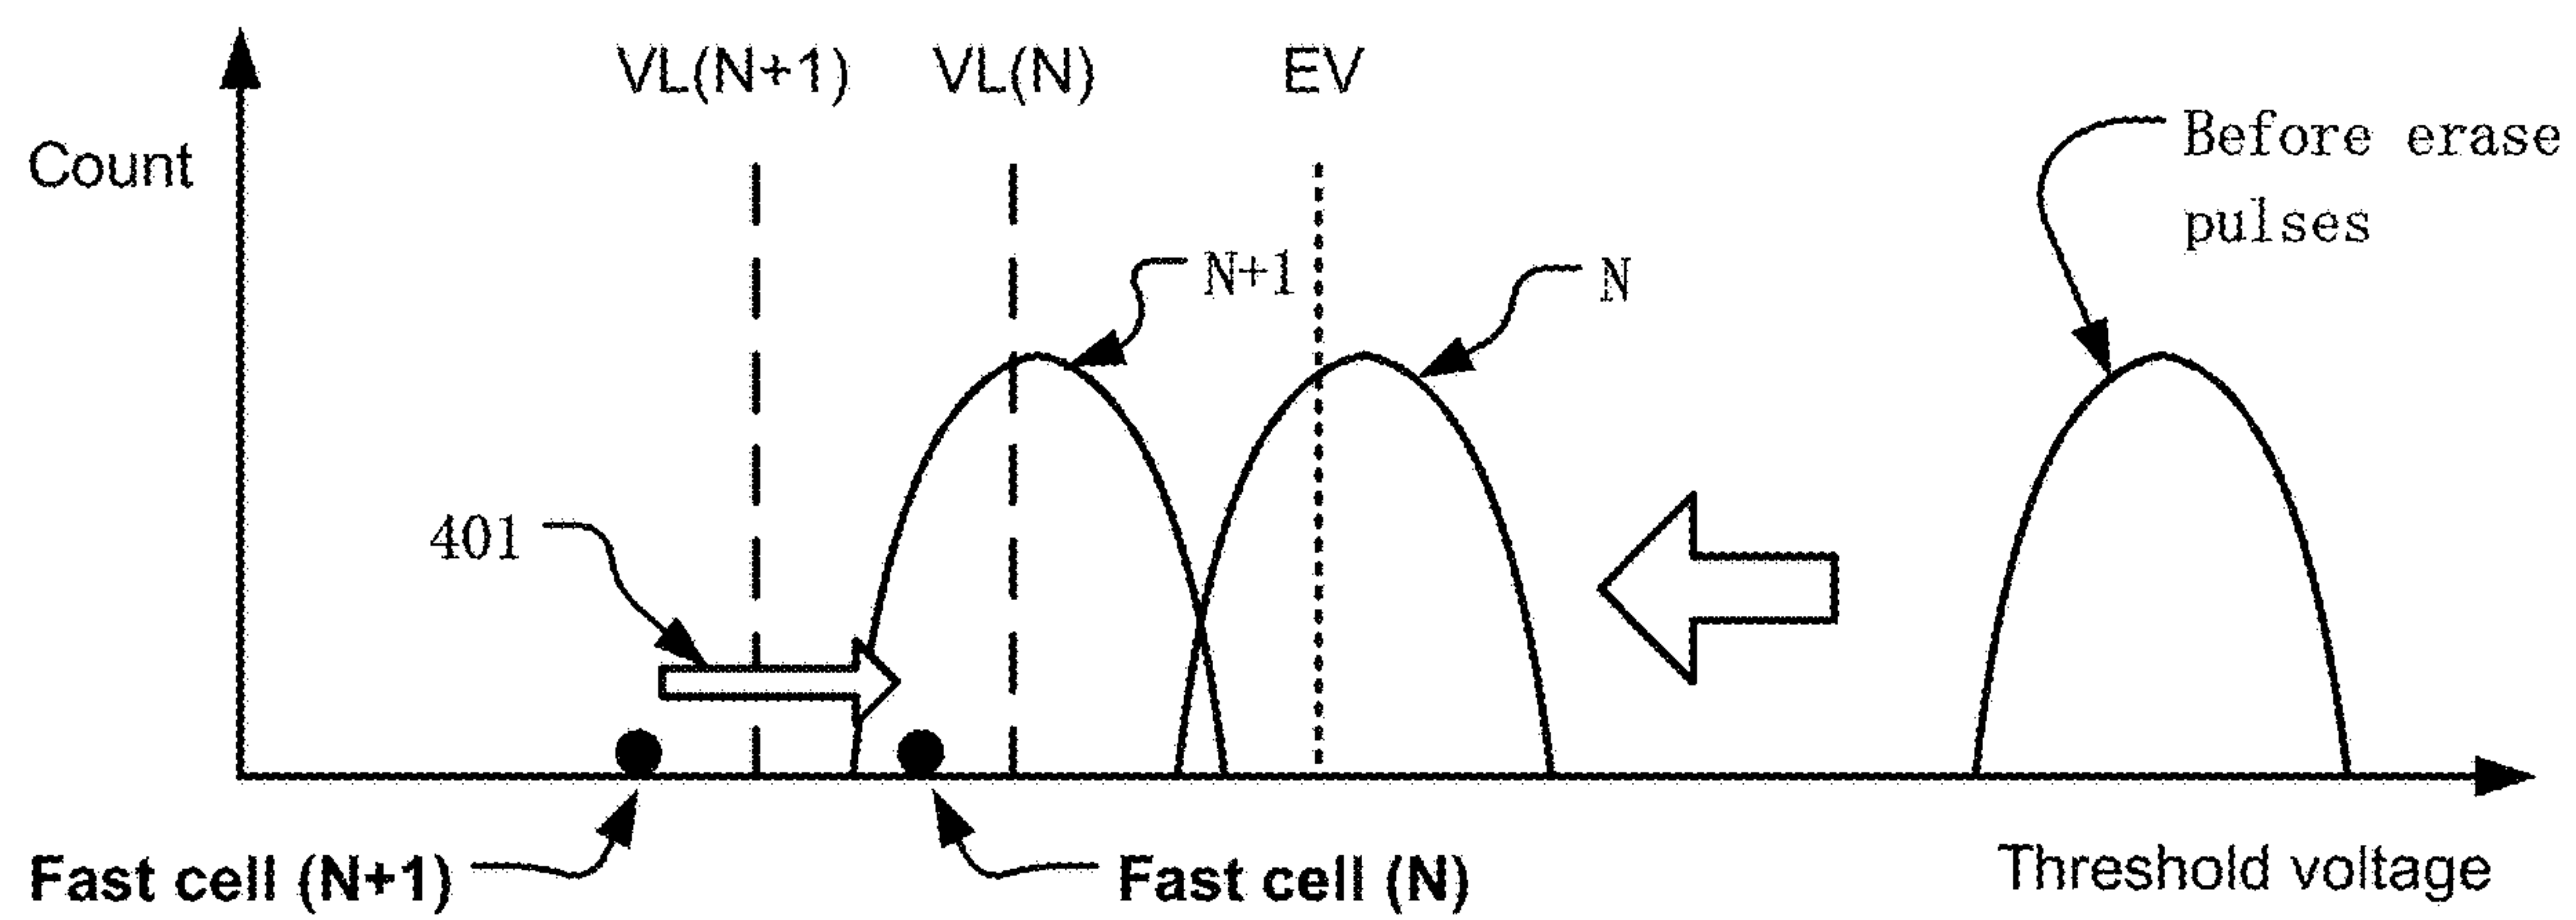 VL(N+1) VL(N) EV
Count
Before erase
pulses
N+1
N
401
Fast cell (N+1)
Fast cell (N)
Threshold voltage